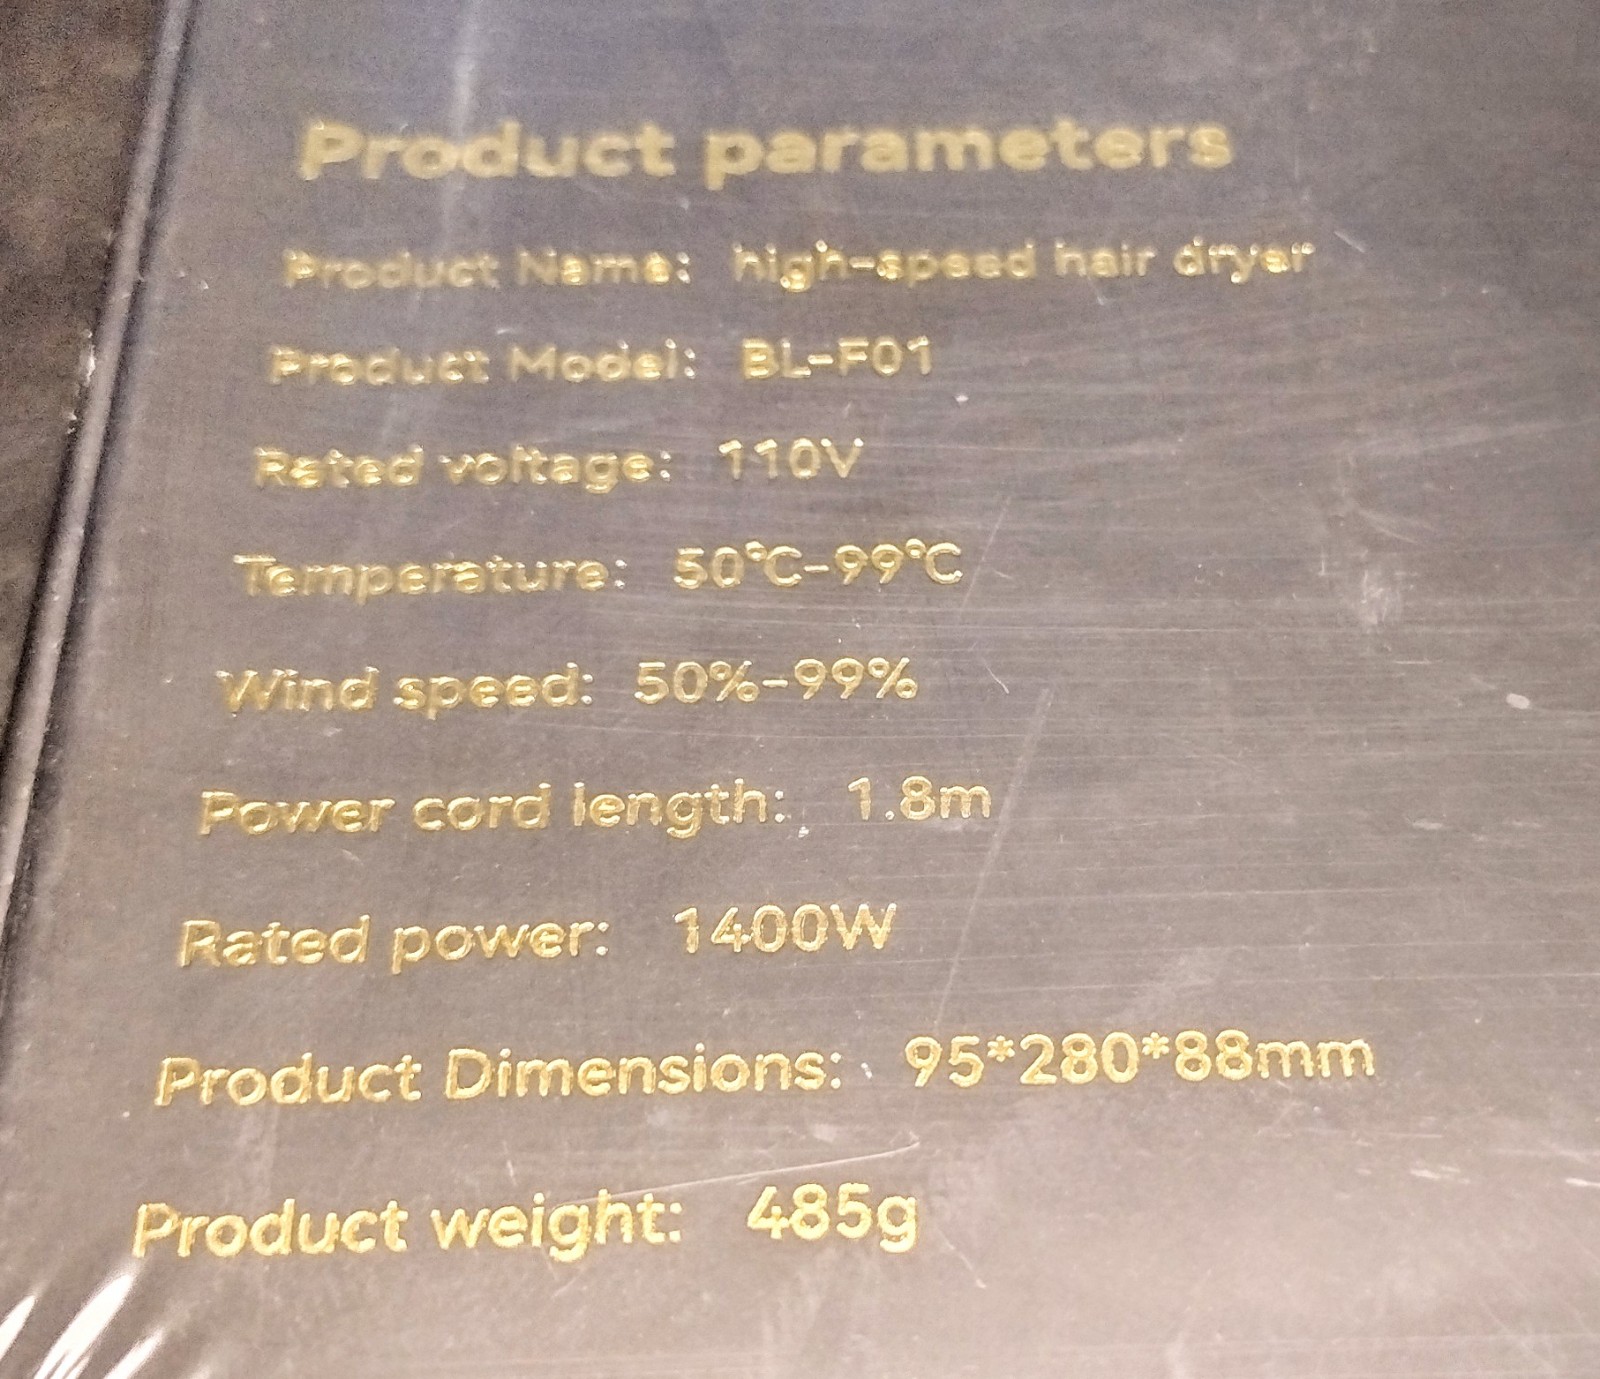 Product parameters
Product Name: high-speed hair dryer
Product Model: BL-F01
Rated voltage: 110V
Temperature: 50℃-99℃
Wind speed: 50%-99%
Power cord length: 1.8m
Rated power: 1400W
Product Dimensions: 95*280*88mm
Product weight: 485g